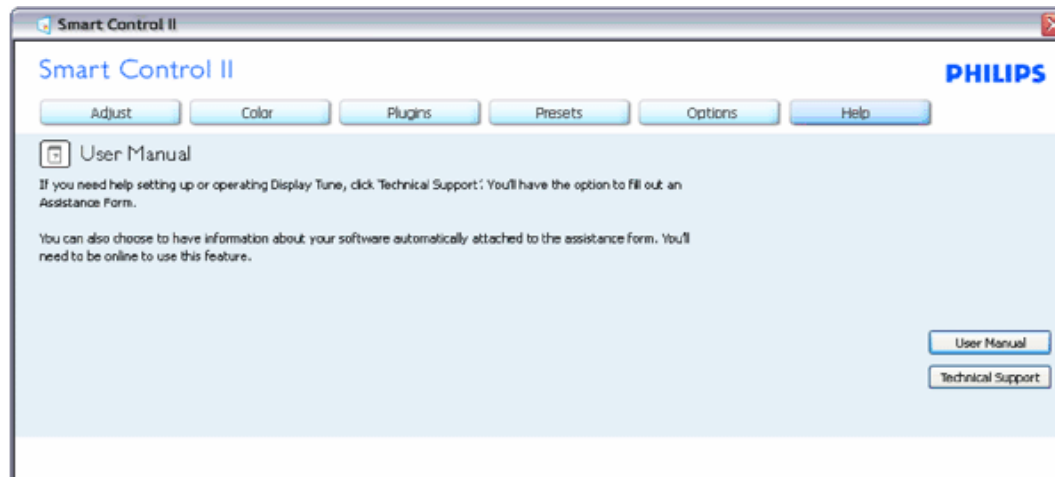 Smart Control II
Smart Control II
PHILIPS
Adjust
Color
Plugins
Presets
Options
Help
User Manual
If you need help setting up or operating Display Tune, click 'Technical Support'. You'll have the option to fill out an
Assistance Form.
You can also choose to have information about your software automatically attached to the assistance form. You'll
need to be online to use this feature.
User Manual
Technical Support